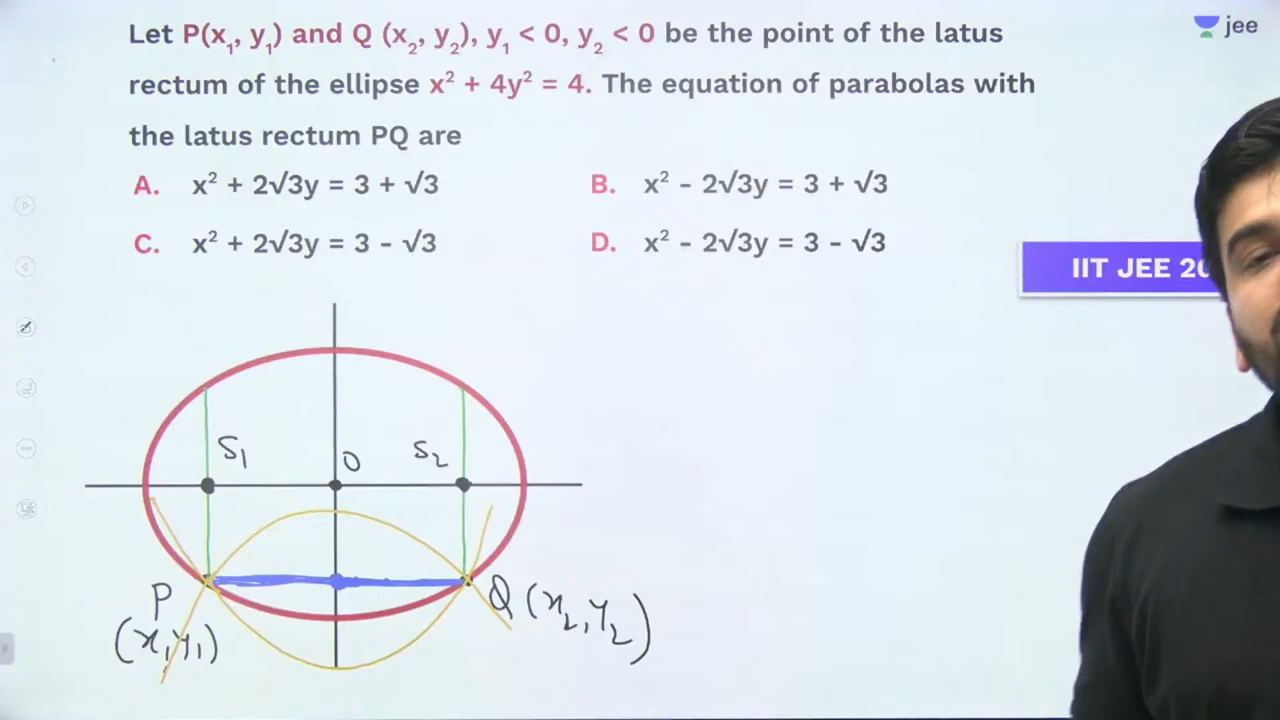 Let P(x₁, y₁) and Q (x₂, y₂), y₁ < 0, y₂ < 0 be the point of the latus
rectum of the ellipse x² + 4y² = 4. The equation of parabolas with
the latus rectum PQ are
A. x² + 2√3y = 3 + √3
B. x² - 2√3y = 3 + √3
C. x² + 2√3y = 3 - √3
D. x² - 2√3y = 3 - √3
jee
IIT JEE 20
S₁
O
S₂
P
(x₁, y₁)
Q (x₂, y₂)